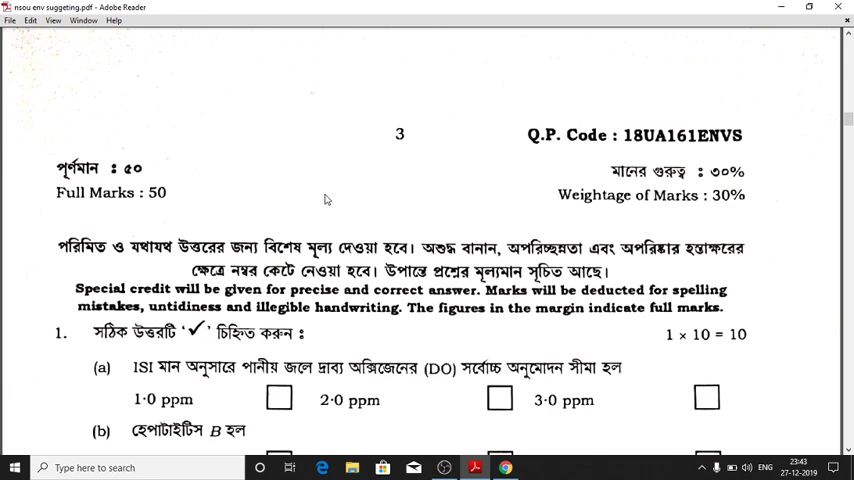 nsou env suggeting.pdf - Adobe Reader
File Edit View Window Help
3
Q.P. Code : 18UA161ENVS
পূর্ণমান : ৫০
মানের গুরুত্ব : ৩০%
Full Marks : 50
Weightage of Marks : 30%
পরিমিত ও যথাযথ উত্তরের জন্য বিশেষ মূল্য দেওয়া হবে। অশুদ্ধ বানান, অপরিচ্ছন্নতা এবং অপরিষ্কার হস্তাক্ষরের
ক্ষেত্রে নম্বর কেটে নেওয়া হবে। উপান্তে প্রশ্নের মূল্যমান সূচিত আছে।
Special credit will be given for precise and correct answer. Marks will be deducted for spelling
mistakes, untidiness and illegible handwriting. The figures in the margin indicate full marks.
1. সঠিক উত্তরটি ‘✓’ চিহ্নিত করুন : 1 × 10 = 10
(a) ISI মান অনুসারে পানীয় জলে দ্রাব্য অক্সিজেনের (DO) সর্বোচ্চ অনুমোদন সীমা হল
1·0 ppm 2·0 ppm 3·0 ppm
(b) হেপাটাইটিস B হল
Type here to search
ENG
23:43
27-12-2019